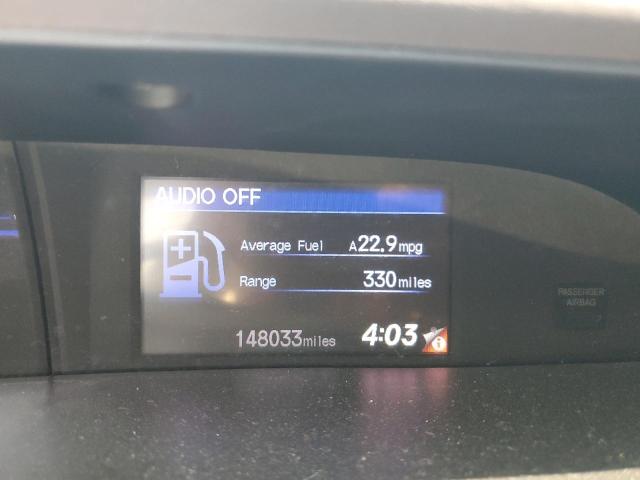 AUDIO OFF
Average Fuel A22.9mpg
Range 330miles
148033miles 4:03
PASSENGER
AIRBAG